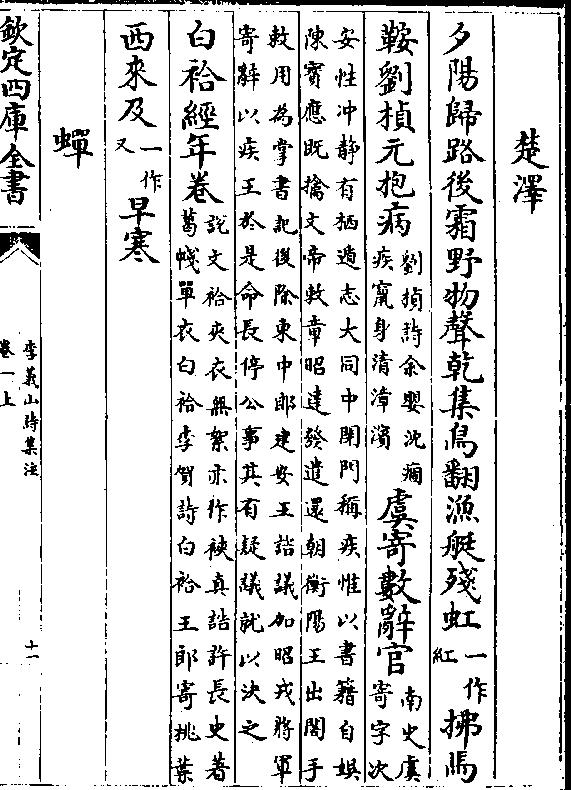 楚澤
夕陽歸路後霜野物聲乾集鳥翻漁艇殘虹一作紅拂馬
鞍劉楨元抱病劉楨詩余嬰沈痼疾竄身清漳濱虞寄數辭官南史虞寄字次
安性冲静有栖遁志大同中閉門稱疾惟以書籍自娛
陳寶應既擒文帝敕章昭達發遣還朝衡陽王出閤手
敕用為掌書記後除東中郎建安王諮議加昭戎將軍
寄辭以疾王於是命長停公事其有疑議就以決之
白袷經年卷說文袷夾衣無絮亦作裌真誥許長史著葛帔單衣白袷李賀詩白袷王郎寄桃葉
西來及一作又早寒
蟬
欽定四庫全書
李義山詩集注
卷一上
十一